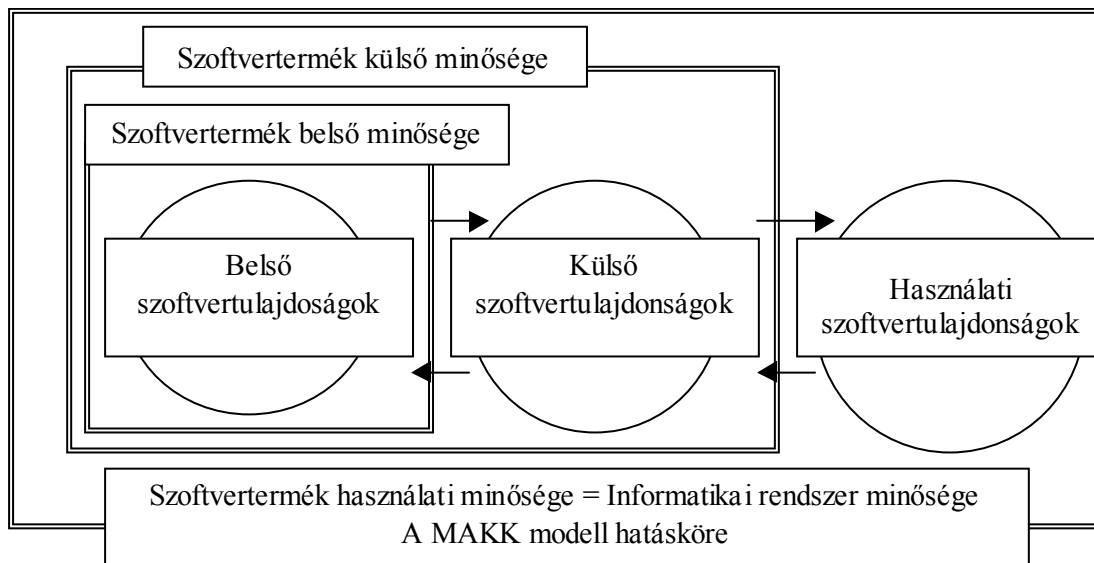 Szoftvertermék külső minősége
Szoftvertermék belső minősége
Belső
szoftvertulajdoságok
Külső
szoftvertulajdonságok
Használati
szoftvertulajdonságok
Szoftvertermék használati minősége = Informatikai rendszer minősége
A MAKK modell hatásköre